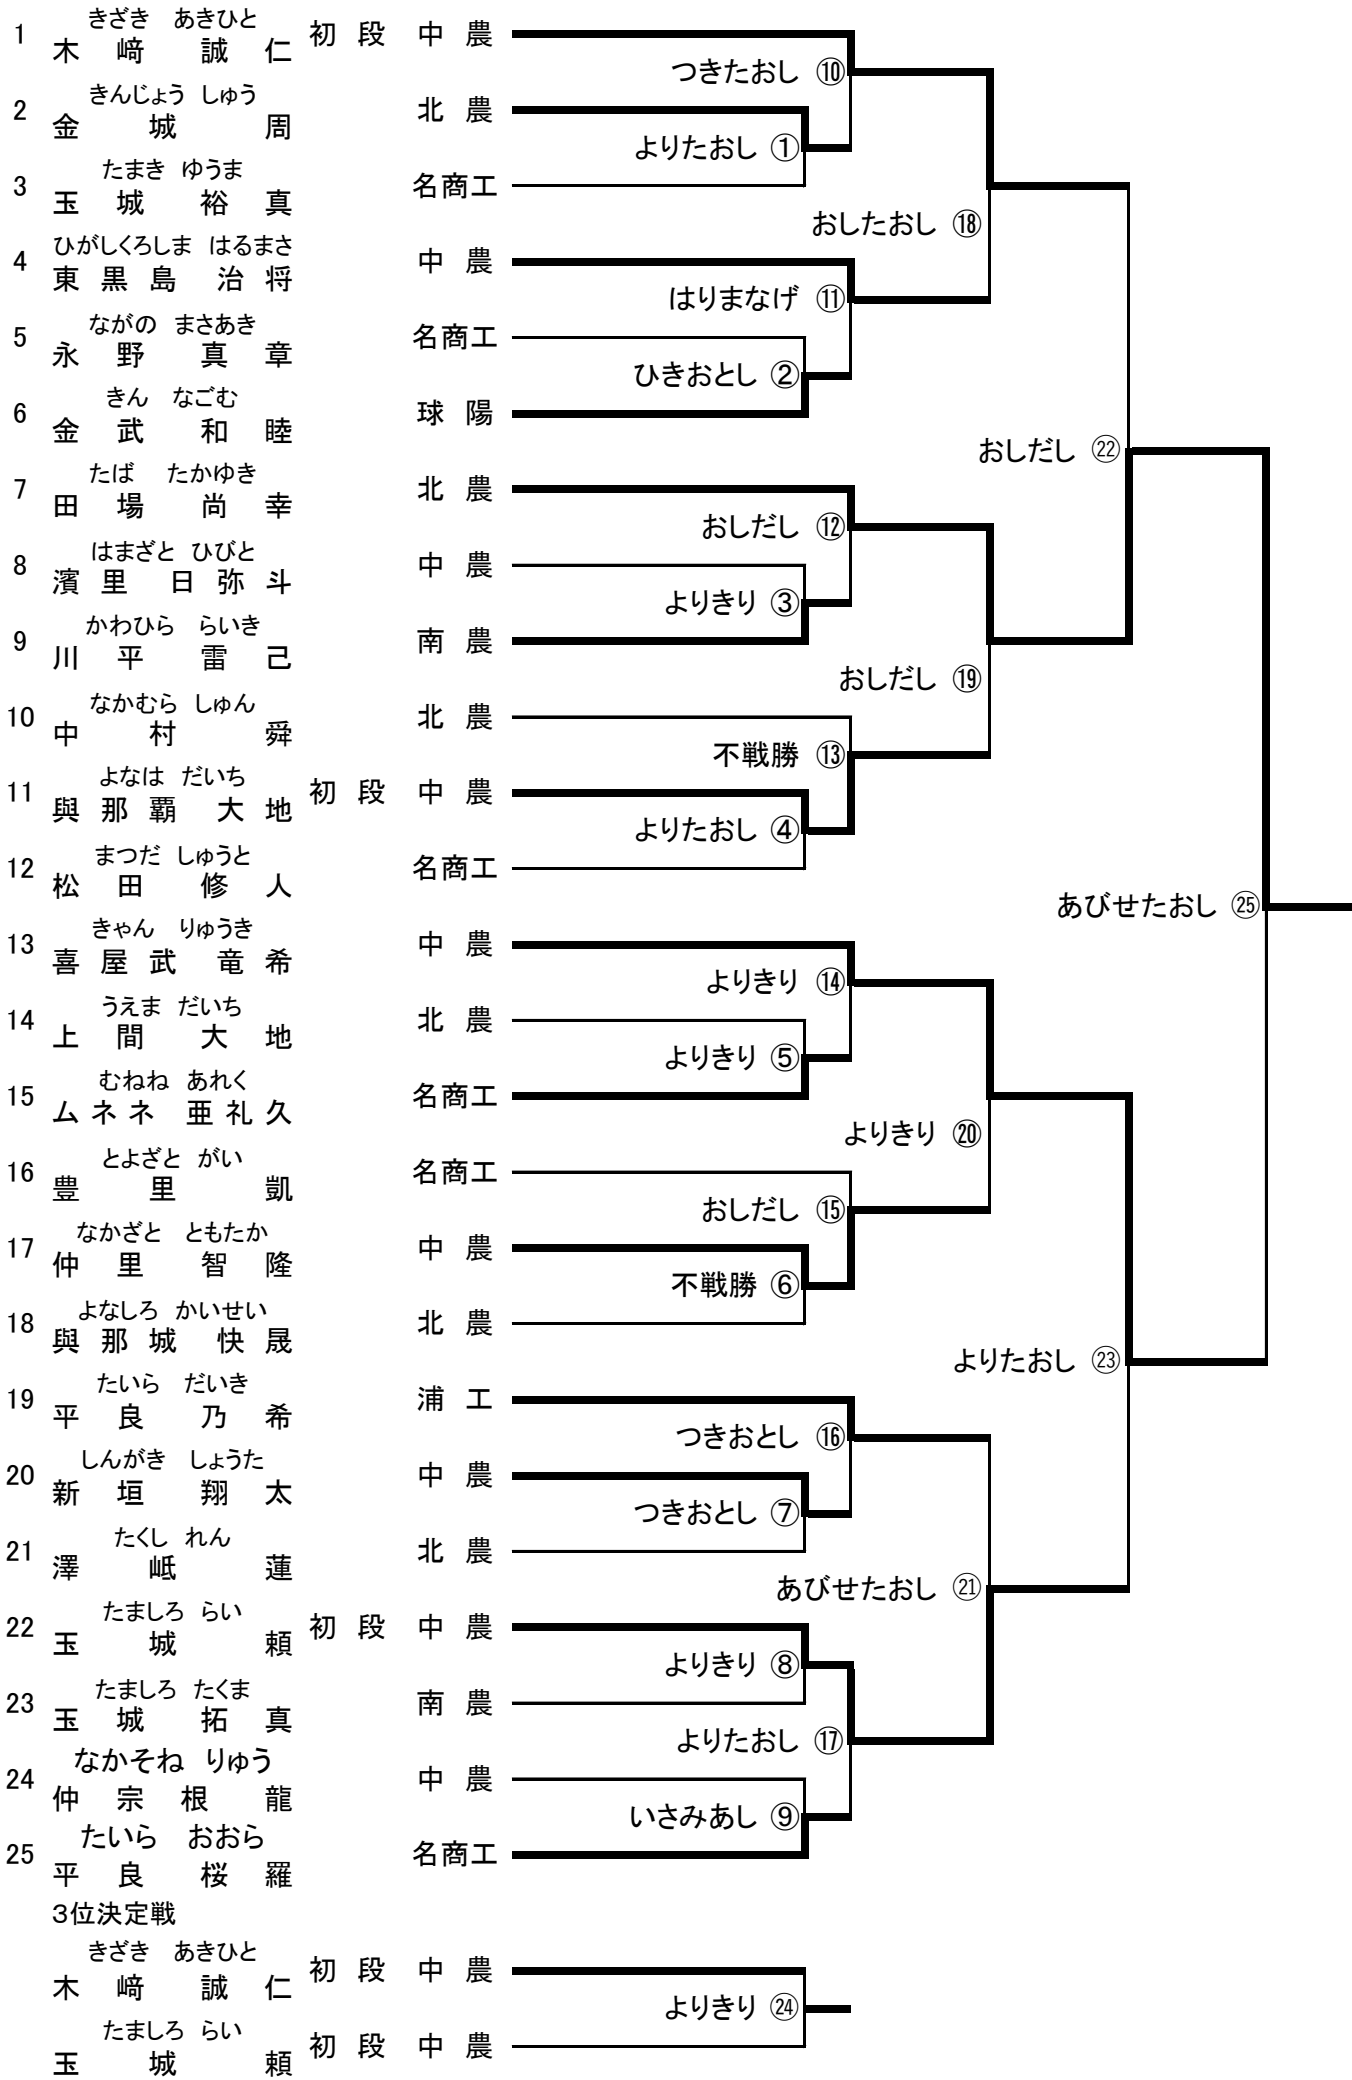 きざき あきひと
1 木﨑誠仁 初段 中農
つきたおし ⑩
きんじょう しゅう
2 金城周 北農
よりたおし ①
たまき ゆうま
3 玉城裕真 名商工
おしたおし ⑱
ひがしくろしま はるまさ
4 東黒島治将 中農
はりまなげ ⑪
ながの まさあき
5 永野真章 名商工
ひきおとし ②
きん なごむ
6 金武和睦 球陽
おしだし ㉒
たば たかゆき
7 田場尚幸 北農
おしだし ⑫
はまざと ひびと
8 濱里日弥斗 中農
よりきり ③
かわひら らいき
9 川平雷己 南農
おしだし ⑲
なかむら しゅん
10 中村舜 北農
不戦勝 ⑬
よなは だいち
11 與那覇大地 初段 中農
よりたおし ④
まつだ しゅうと
12 松田修人 名商工
あびせたおし ㉕
きゃん りゅうき
13 喜屋武竜希 中農
よりきり ⑭
うえま だいち
14 上間大地 北農
よりきり ⑤
むねね あれく
15 ムネネ亜礼久 名商工
よりきり ⑳
とよざと がい
16 豊里凱 名商工
おしだし ⑮
なかざと ともたか
17 仲里智隆 中農
不戦勝 ⑥
よなしろ かいせい
18 與那城快晟 北農
よりたおし ㉓
たいら だいき
19 平良乃希 浦工
つきおとし ⑯
しんがき しょうた
20 新垣翔太 中農
つきおとし ⑦
たくし れん
21 澤岻蓮 北農
あびせたおし ㉑
たましろ らい
22 玉城頼 初段 中農
よりきり ⑧
たましろ たくま
23 玉城拓真 南農
よりたおし ⑰
なかそね りゅう
24 仲宗根龍 中農
いさみあし ⑨
たいら おおら
25 平良桜羅 名商工
3位決定戦
きざき あきひと
木﨑誠仁 初段 中農
よりきり ㉔
たましろ らい
玉城頼 初段 中農